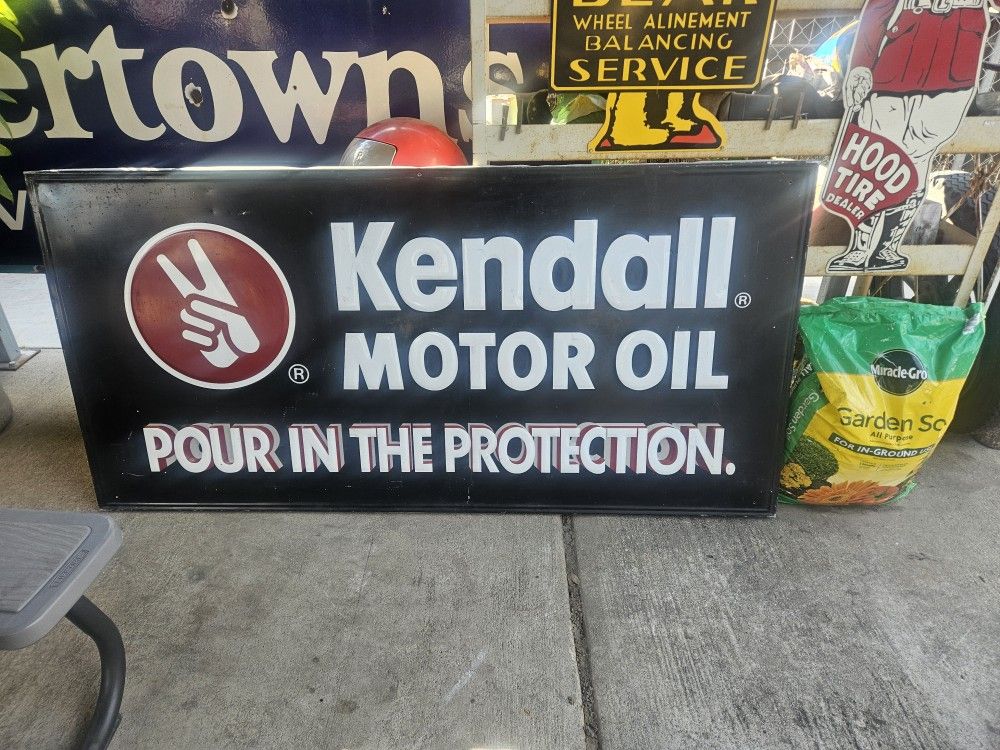 ertowns
WHEEL ALINEMENT
BALANCING
SERVICE
HOOD
TIRE
DEALER
Kendall®
MOTOR OIL
®
POUR IN THE PROTECTION.
Miracle-Gro
Garden So
All Purpose
FOR IN-GROUND